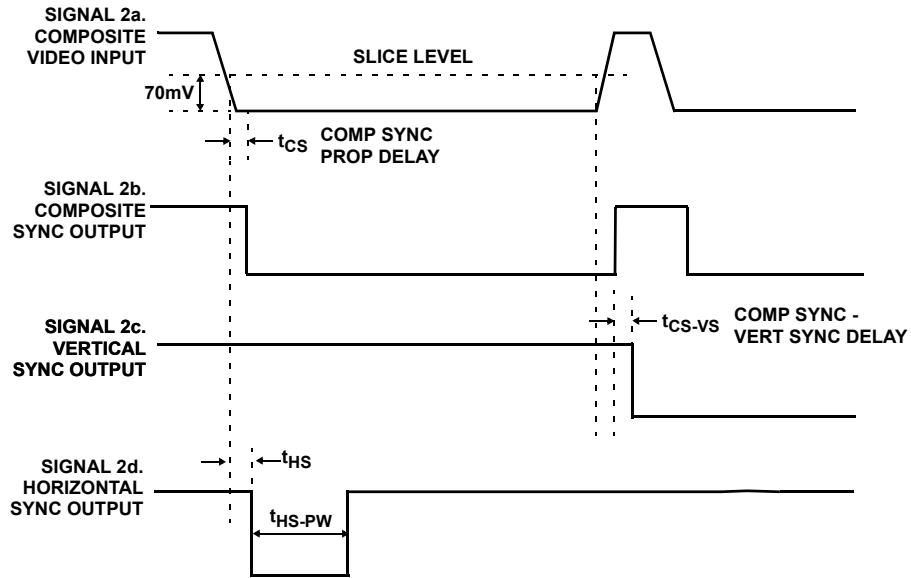 SIGNAL 2a.
COMPOSITE
VIDEO INPUT
SLICE LEVEL
70mV
tCS
COMP SYNC
PROP DELAY
SIGNAL 2b.
COMPOSITE
SYNC OUTPUT
SIGNAL 2c.
VERTICAL
SYNC OUTPUT
tCS-VS
COMP SYNC -
VERT SYNC DELAY
SIGNAL 2d.
HORIZONTAL
SYNC OUTPUT
tHS
tHS-PW